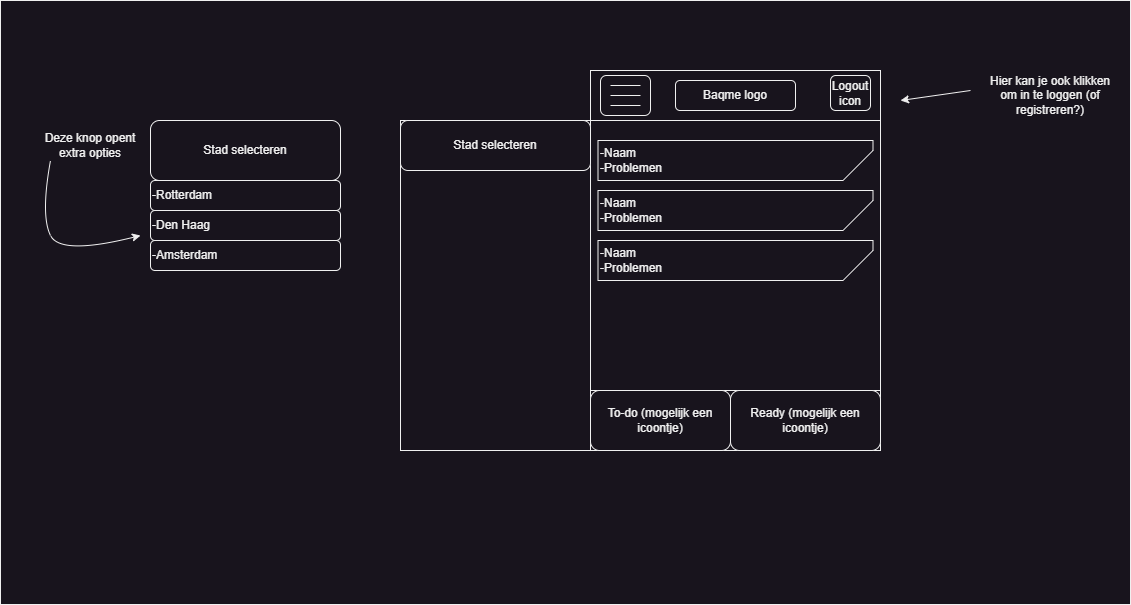 Deze knop opent
extra opties
Stad selecteren
-Rotterdam
-Den Haag
-Amsterdam
Stad selecteren
Baqme logo
Logout
icon
-Naam
-Problemen
-Naam
-Problemen
-Naam
-Problemen
To-do (mogelijk een
icoontje)
Ready (mogelijk een
icoontje)
Hier kan je ook klikken
om in te loggen (of
registreren?)